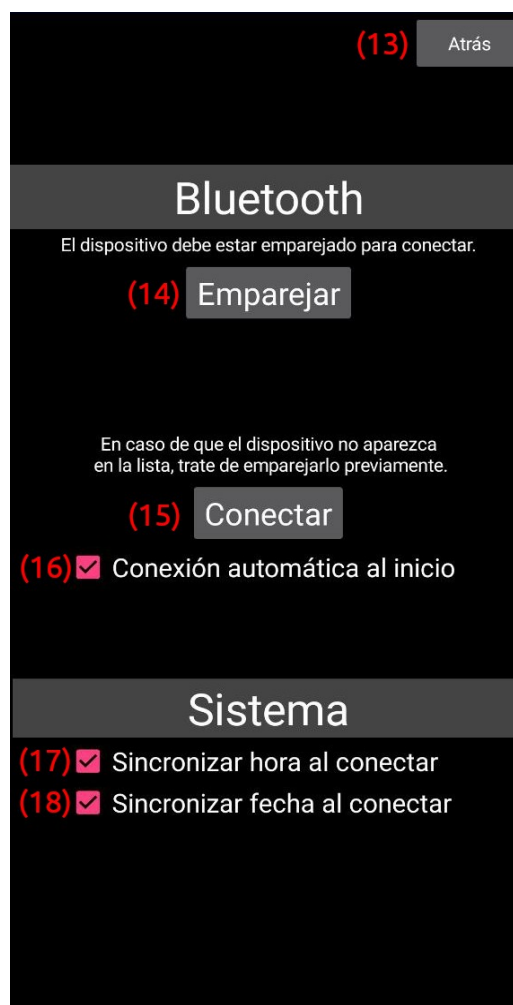 (13) Atrás
Bluetooth
El dispositivo debe estar emparejado para conectar.
(14) Emparejar
En caso de que el dispositivo no aparezca
en la lista, trate de emparejarlo previamente.
(15) Conectar
(16) Conexión automática al inicio
Sistema
(17) Sincronizar hora al conectar
(18) Sincronizar fecha al conectar